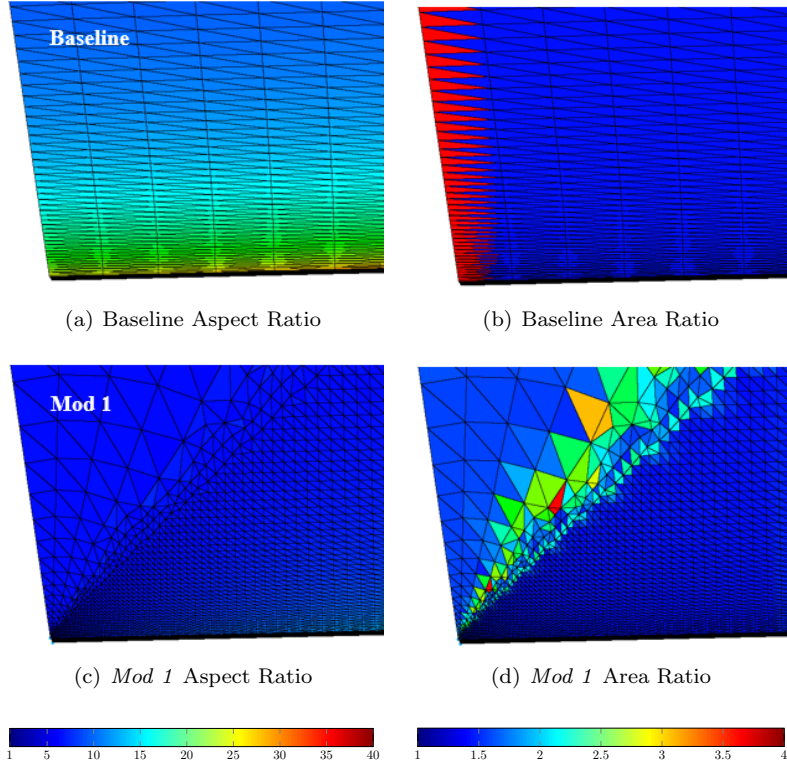 Baseline
(a) Baseline Aspect Ratio
(b) Baseline Area Ratio
Mod 1
(c) Mod 1 Aspect Ratio
(d) Mod 1 Area Ratio
1 5 10 15 20 25 30 35 40
1 1.5 2 2.5 3 3.5 4